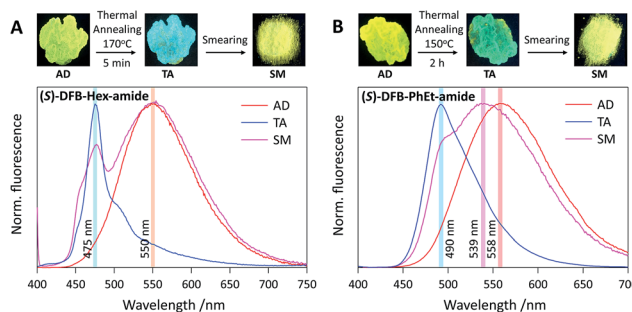 A
Thermal
Annealing
170°C
5 min
Smearing
AD
TA
SM
(S)-DFB-Hex-amide
AD
TA
SM
475 nm
550 nm
Norm. fluorescence
400 450 500 550 600 650 700 750
Wavelength /nm
B
Thermal
Annealing
150°C
2 h
Smearing
AD
TA
SM
(S)-DFB-PhEt-amide
AD
TA
SM
490 nm
539 nm
558 nm
Norm. fluorescence
400 450 500 550 600 650 700
Wavelength /nm